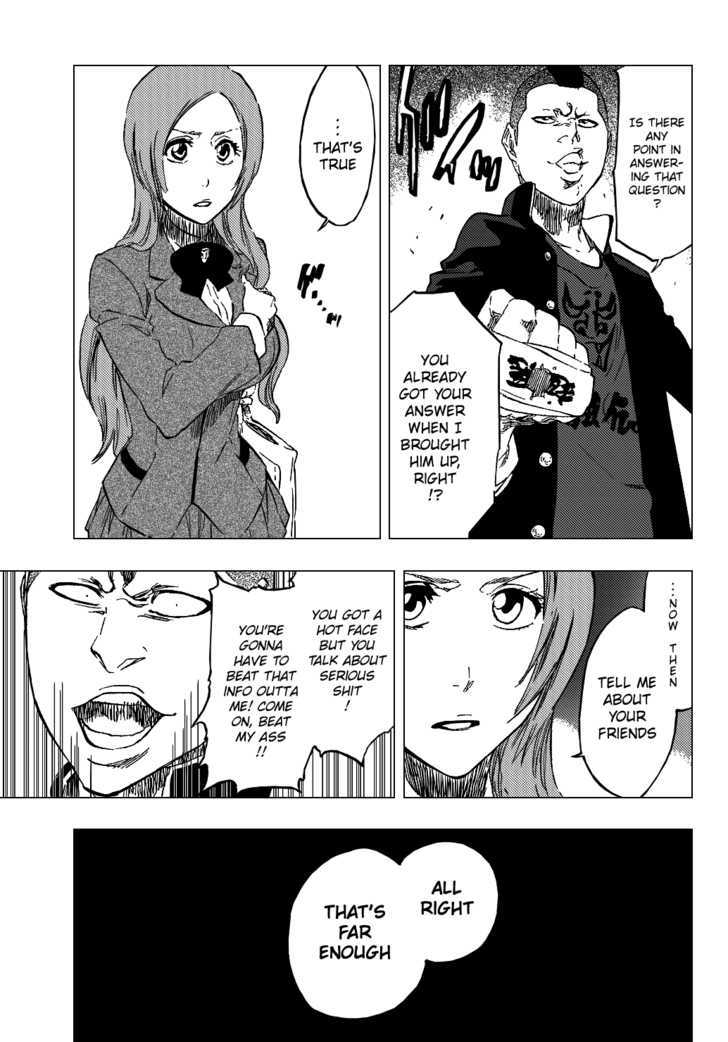 IS THERE
ANY
POINT IN
ANSWER-
ING THAT
QUESTION
?
YOU
ALREADY
GOT YOUR
ANSWER
WHEN I
BROUGHT
HIM UP,
RIGHT
!?
...
THAT'S
TRUE
...NOW THEN
TELL ME
ABOUT
YOUR
FRIENDS
YOU GOT A
HOT FACE
BUT YOU
TALK ABOUT
SERIOUS
SHIT
!
YOU'RE
GONNA
HAVE TO
BEAT THAT
INFO OUTTA
ME! COME
ON, BEAT
MY ASS
!!
ALL
RIGHT
THAT'S
FAR
ENOUGH